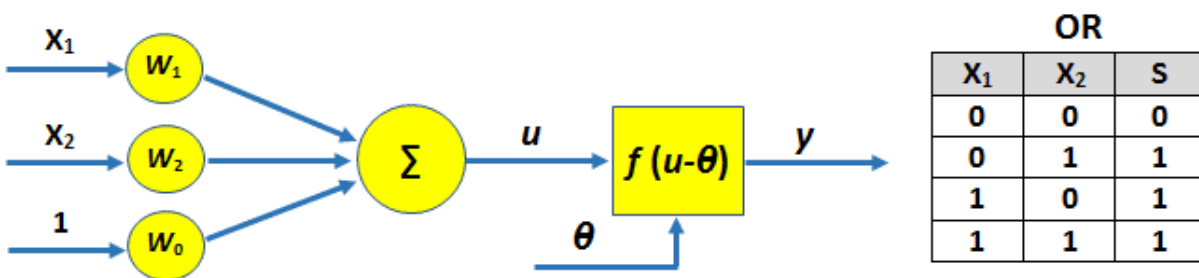 X₁
W₁
X₂
W₂
1
W₀
Σ
u
f (u-θ)
θ
y
OR
X₁ X₂ S
0 0 0
0 1 1
1 0 1
1 1 1